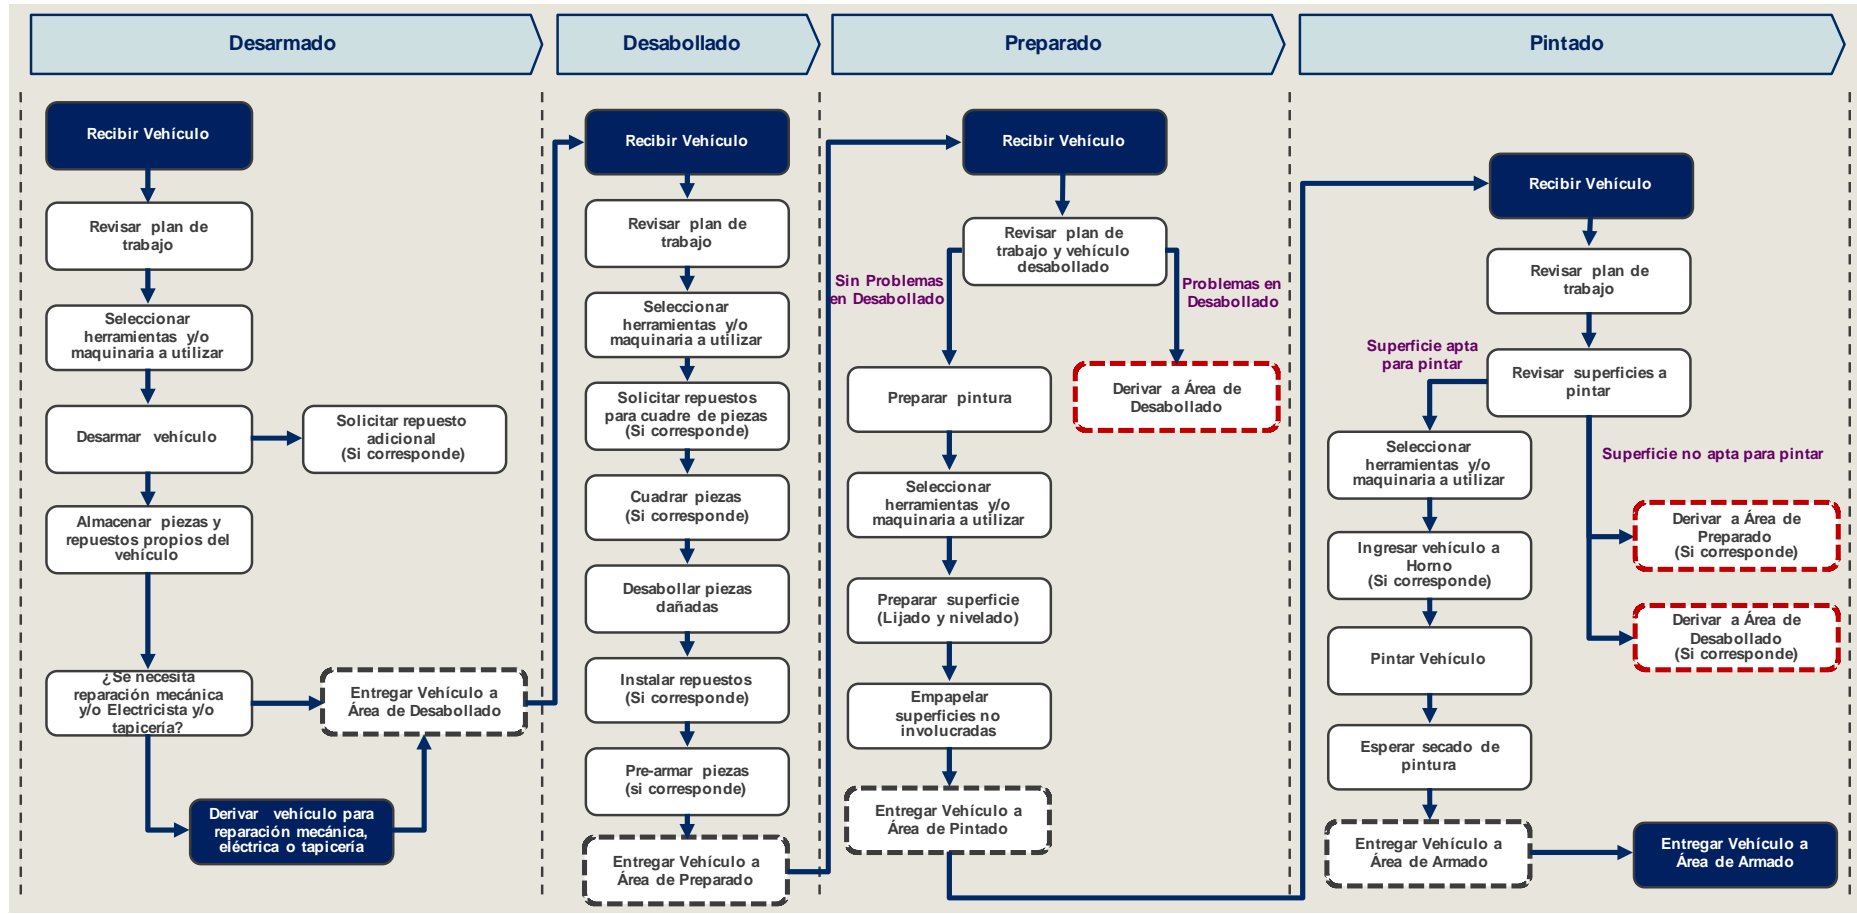 Desarmado
Desabollado
Preparado
Pintado
Recibir Vehículo
Revisar plan de
trabajo
Seleccionar
herramientas y/o
maquinaria a utilizar
Desarmar vehículo
Solicitar repuesto
adicional
(Si corresponde)
Almacenar piezas y
repuestos propios del
vehículo
¿Se necesita
reparación mecánica
y/o Electricista y/o
tapicería?
Entregar Vehículo a
Área de Desabollado
Derivar vehículo para
reparación mecánica,
eléctrica o tapicería
Recibir Vehículo
Revisar plan de
trabajo
Seleccionar
herramientas y/o
maquinaria a utilizar
Solicitar repuestos
para cuadre de piezas
(Si corresponde)
Cuadrar piezas
(Si corresponde)
Desabollar piezas
dañadas
Instalar repuestos
(Si corresponde)
Pre-armar piezas
(si corresponde)
Entregar Vehículo a
Área de Preparado
Recibir Vehículo
Revisar plan de
trabajo y vehículo
desabollado
Sin Problemas
en Desabollado
Problemas en
Desabollado
Preparar pintura
Derivar a Área de
Desabollado
Seleccionar
herramientas y/o
maquinaria a utilizar
Preparar superficie
(Lijado y nivelado)
Empapelar
superficies no
involucradas
Entregar Vehículo a
Área de Pintado
Recibir Vehículo
Revisar plan de
trabajo
Superficie apta
para pintar
Revisar superficies a
pintar
Seleccionar
herramientas y/o
maquinaria a utilizar
Superficie no apta para pintar
Ingresar vehículo a
Horno
(Si corresponde)
Derivar a Área de
Preparado
(Si corresponde)
Pintar Vehículo
Derivar a Área de
Desabollado
(Si corresponde)
Esperar secado de
pintura
Entregar Vehículo a
Área de Armado
Entregar Vehículo a
Área de Armado